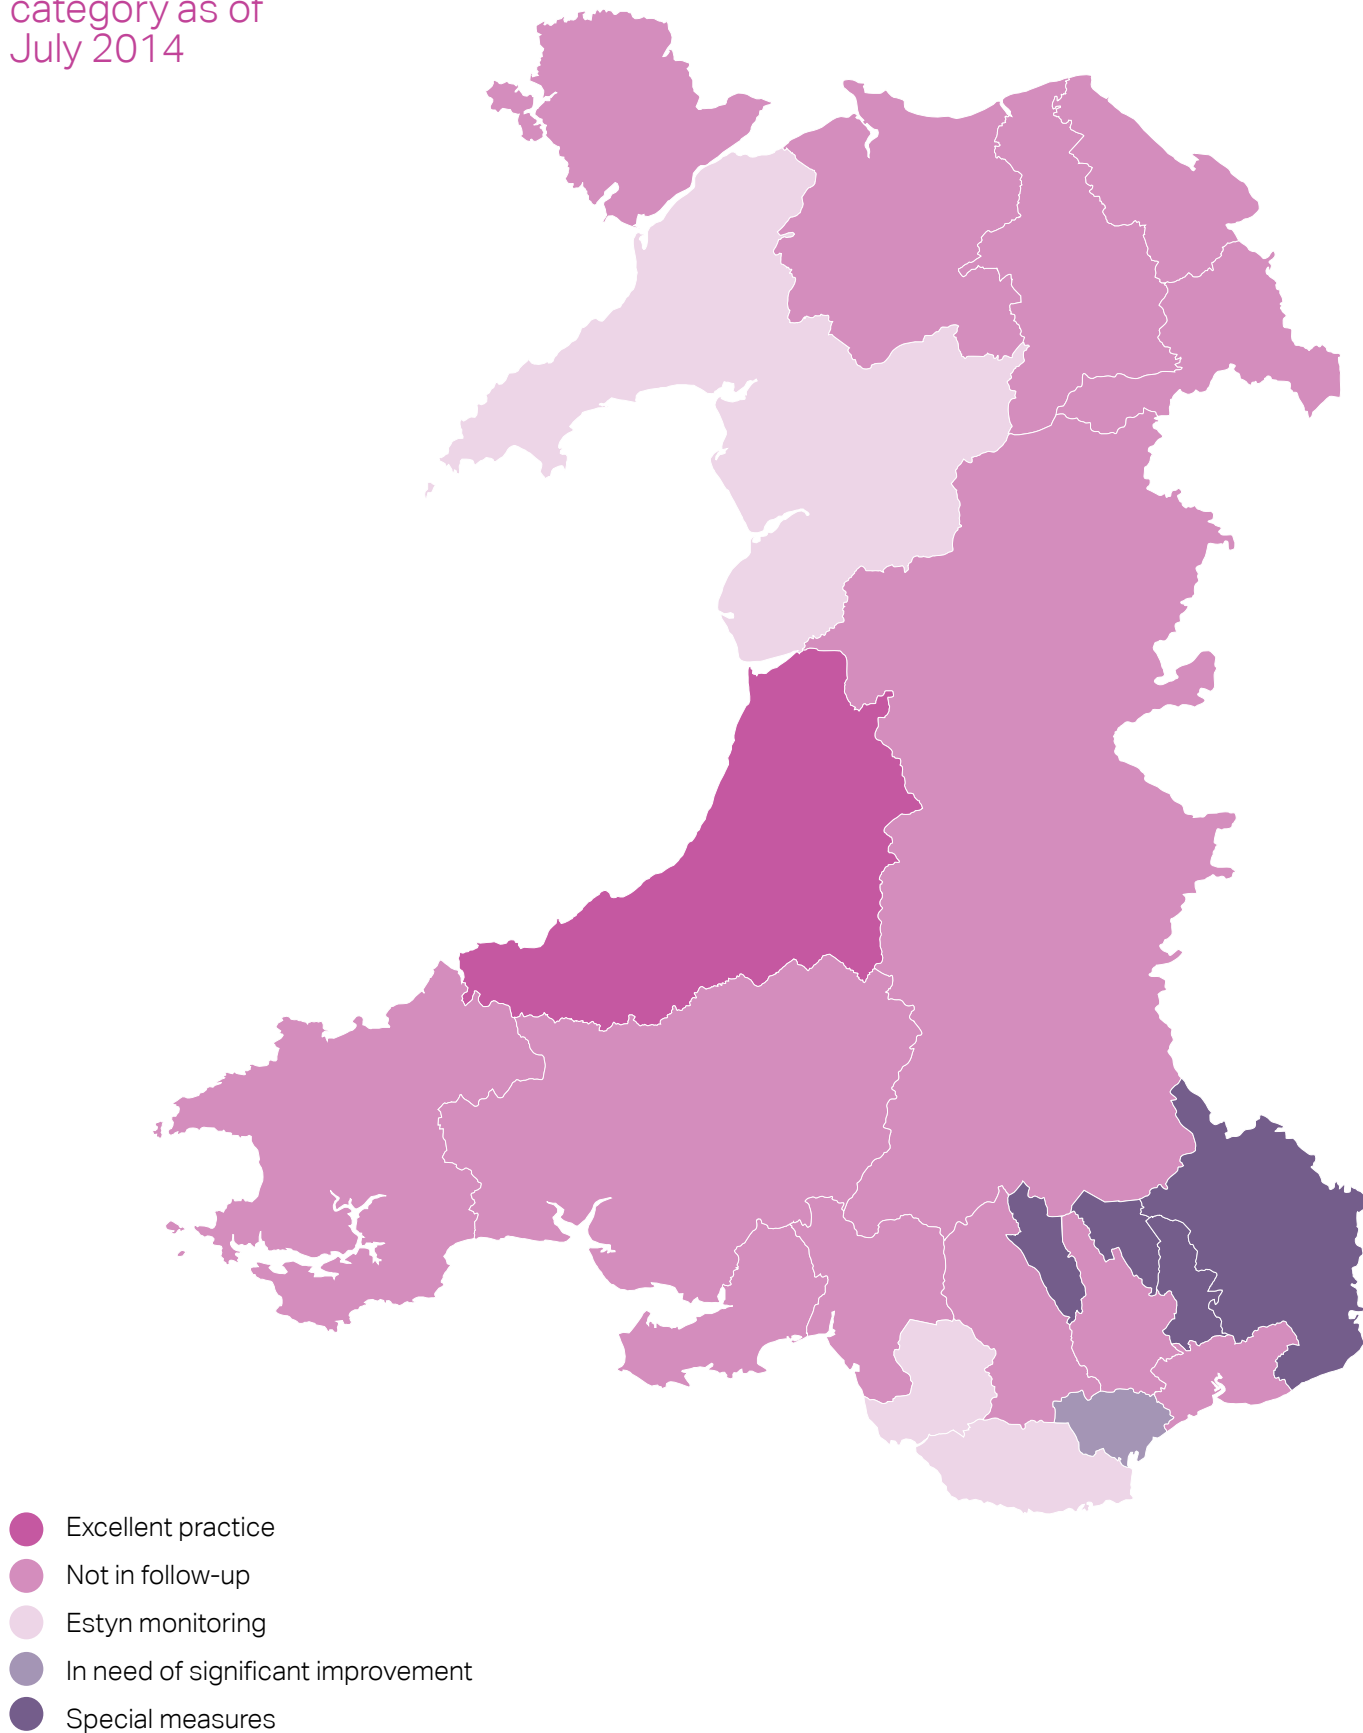 category as of
July 2014
Excellent practice
Not in follow-up
Estyn monitoring
In need of significant improvement
Special measures